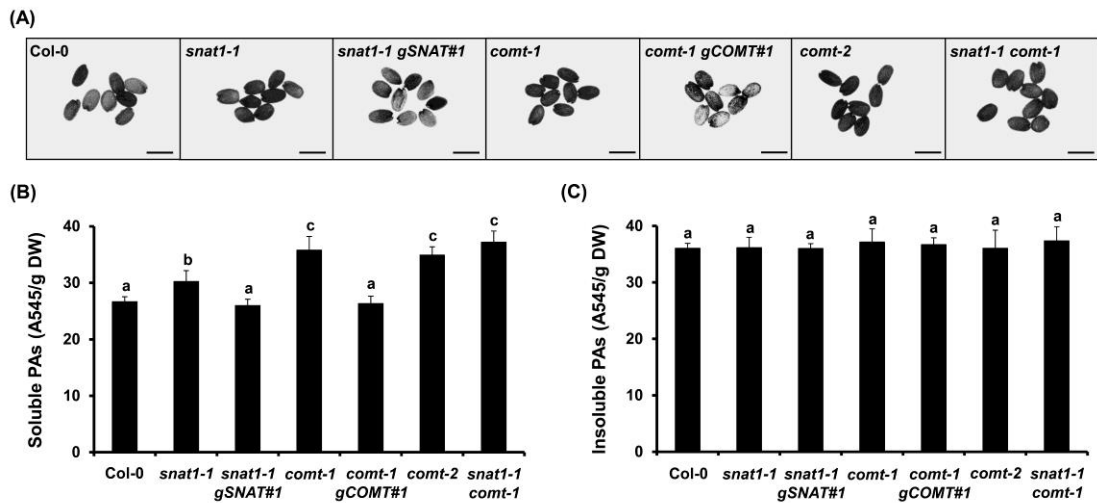 (A)
Col-0 snat1-1 snat1-1 gSNAT#1 comt-1 comt-1 gCOMT#1 comt-2 snat1-1 comt-1
(B)
Soluble PAs (A545/g DW)
40
30
20
10
0
a b a c a c c
Col-0 snat1-1 snat1-1 comt-1 comt-1 comt-2 snat1-1
gSNAT#1 gCOMT#1 comt-1
(C)
Insoluble PAs (A545/g DW)
40
30
20
10
0
a a a a a a a
Col-0 snat1-1 snat1-1 comt-1 comt-1 comt-2 snat1-1
gSNAT#1 gCOMT#1 comt-1